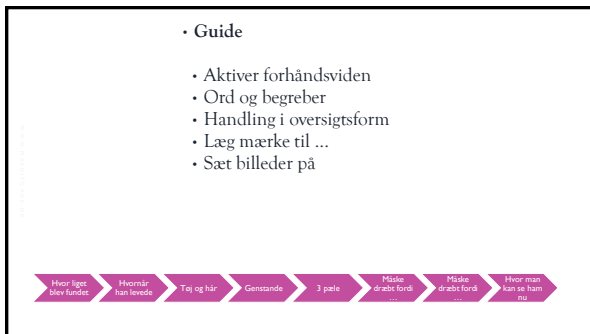 • Guide
• Aktiver forhåndsviden
• Ord og begreber
• Handling i oversigtsform
• Læg mærke til ...
• Sæt billeder på
Hvor liget
blev fundet
Hvornår
han levede
Tøj og hår
Genstande
3 pæle
Måske
dræbt fordi
...
Måske
dræbt fordi
...
Hvor man
kan se ham
nu